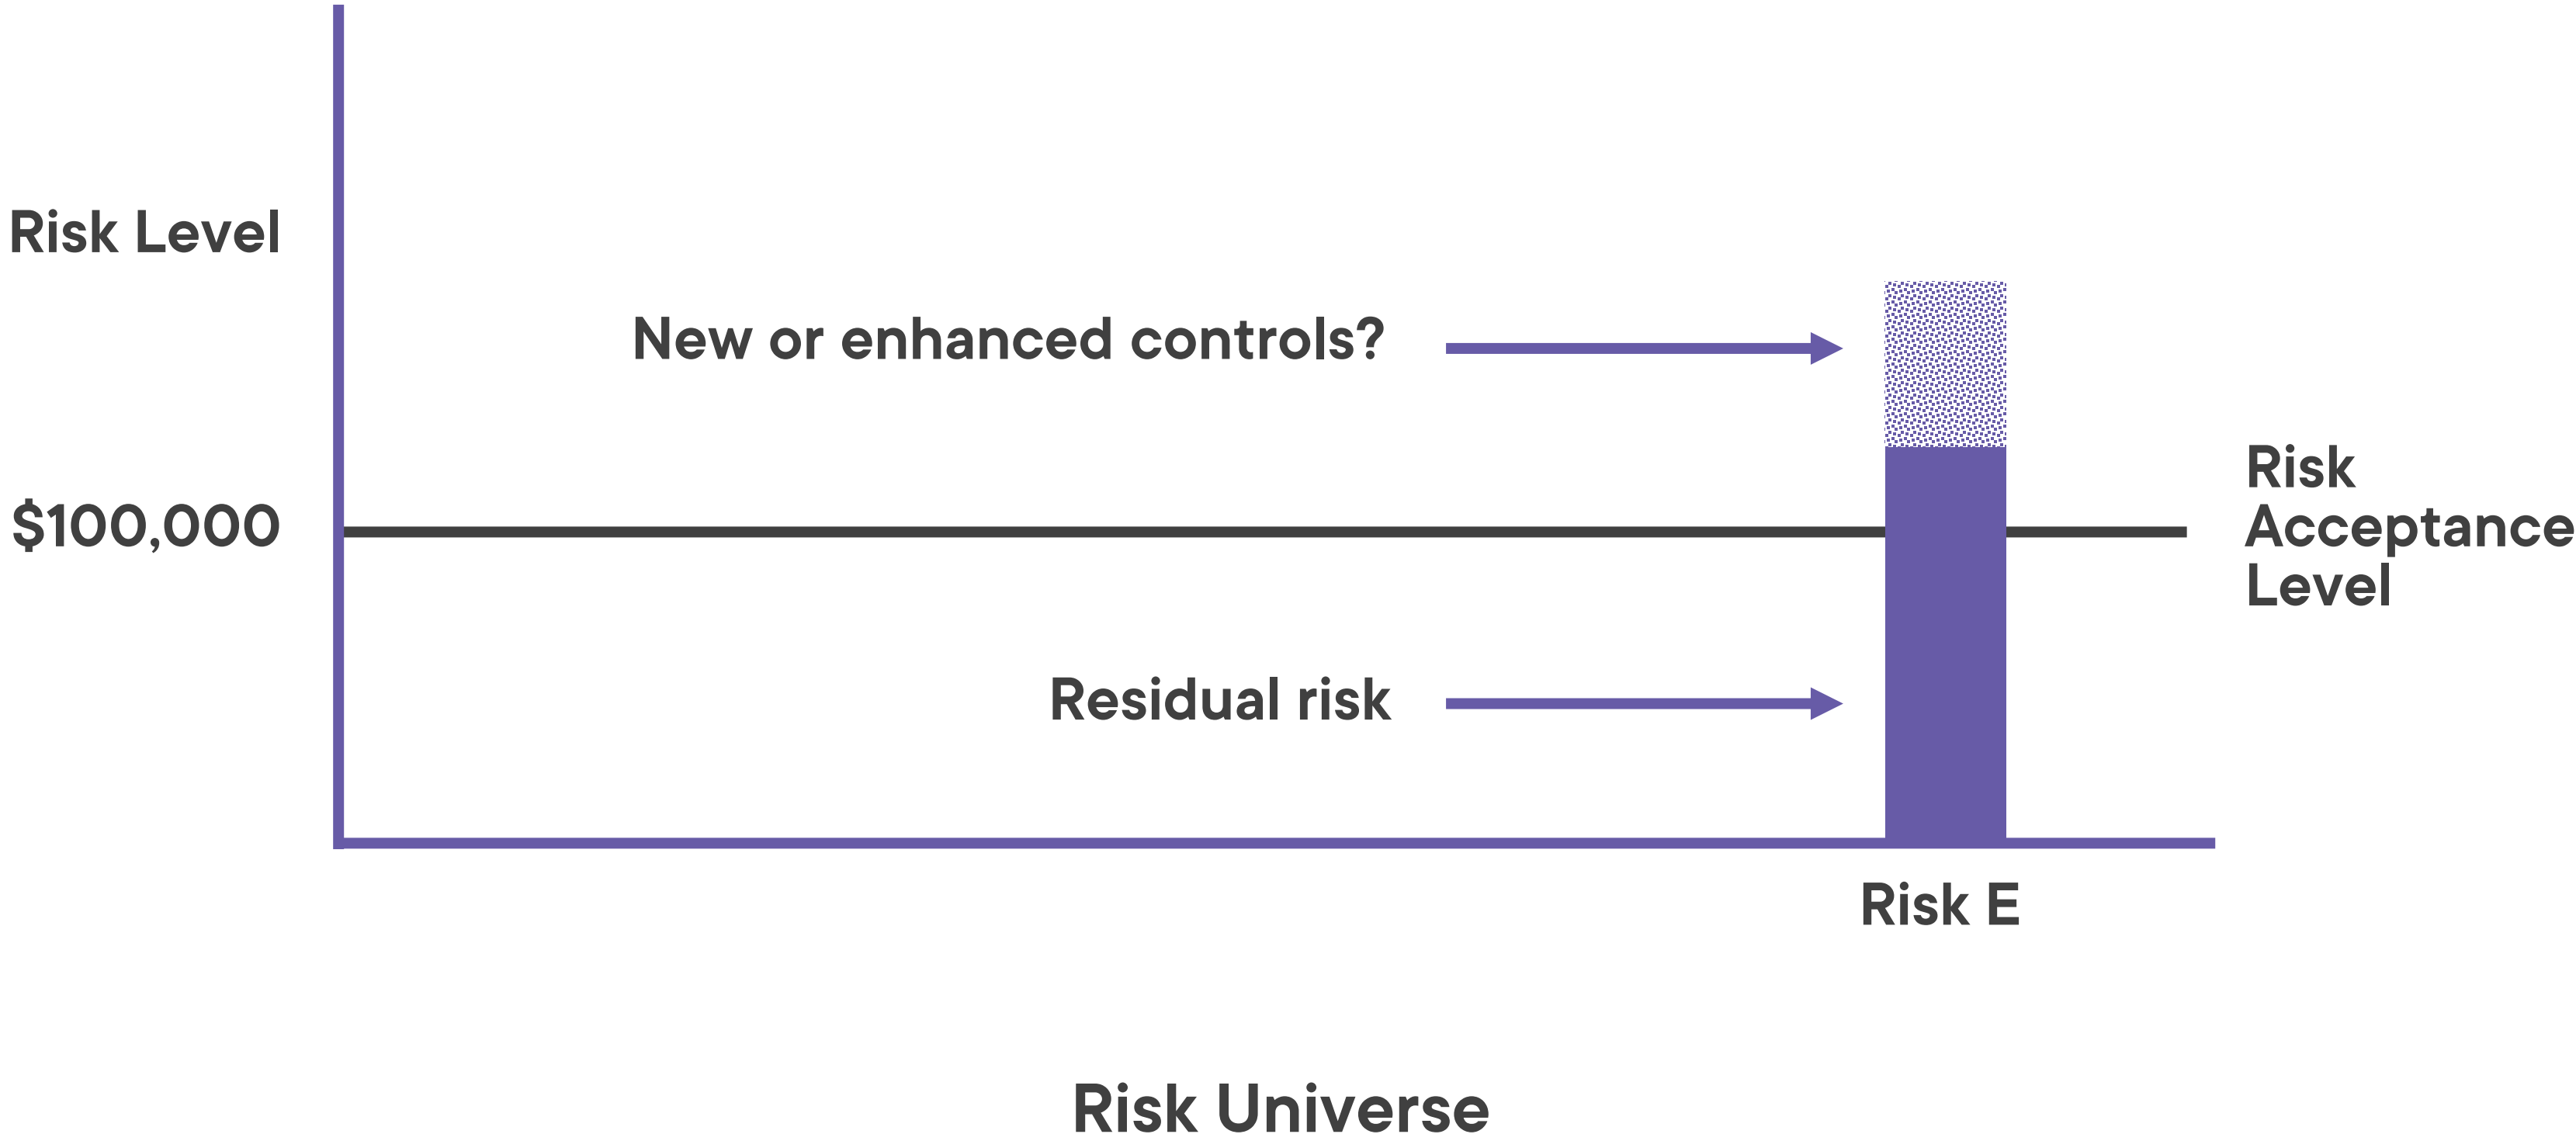 Risk Level
New or enhanced controls?
$100,000
Risk
Acceptance
Level
Residual risk
Risk E
Risk Universe